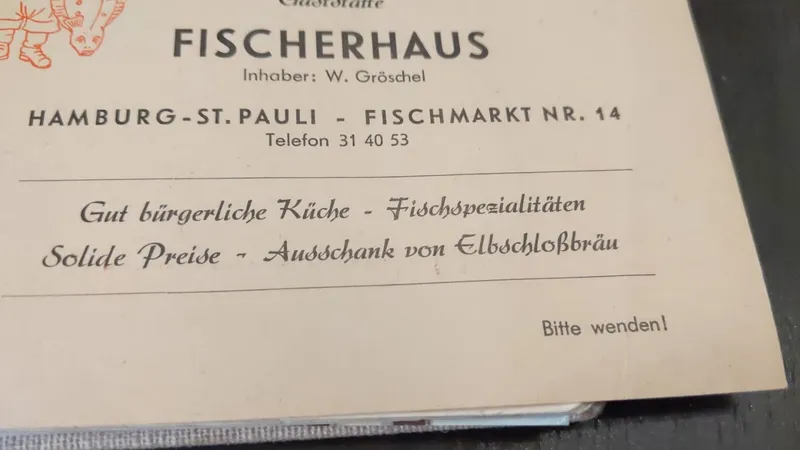 Gaststätte
FISCHERHAUS
Inhaber: W. Gröschel
HAMBURG-ST. PAULI - FISCHMARKT NR. 14
Telefon 31 40 53
Gut bürgerliche Küche - Fischspezialitäten
Solide Preise - Ausschank von Elbschloßbräu
Bitte wenden!